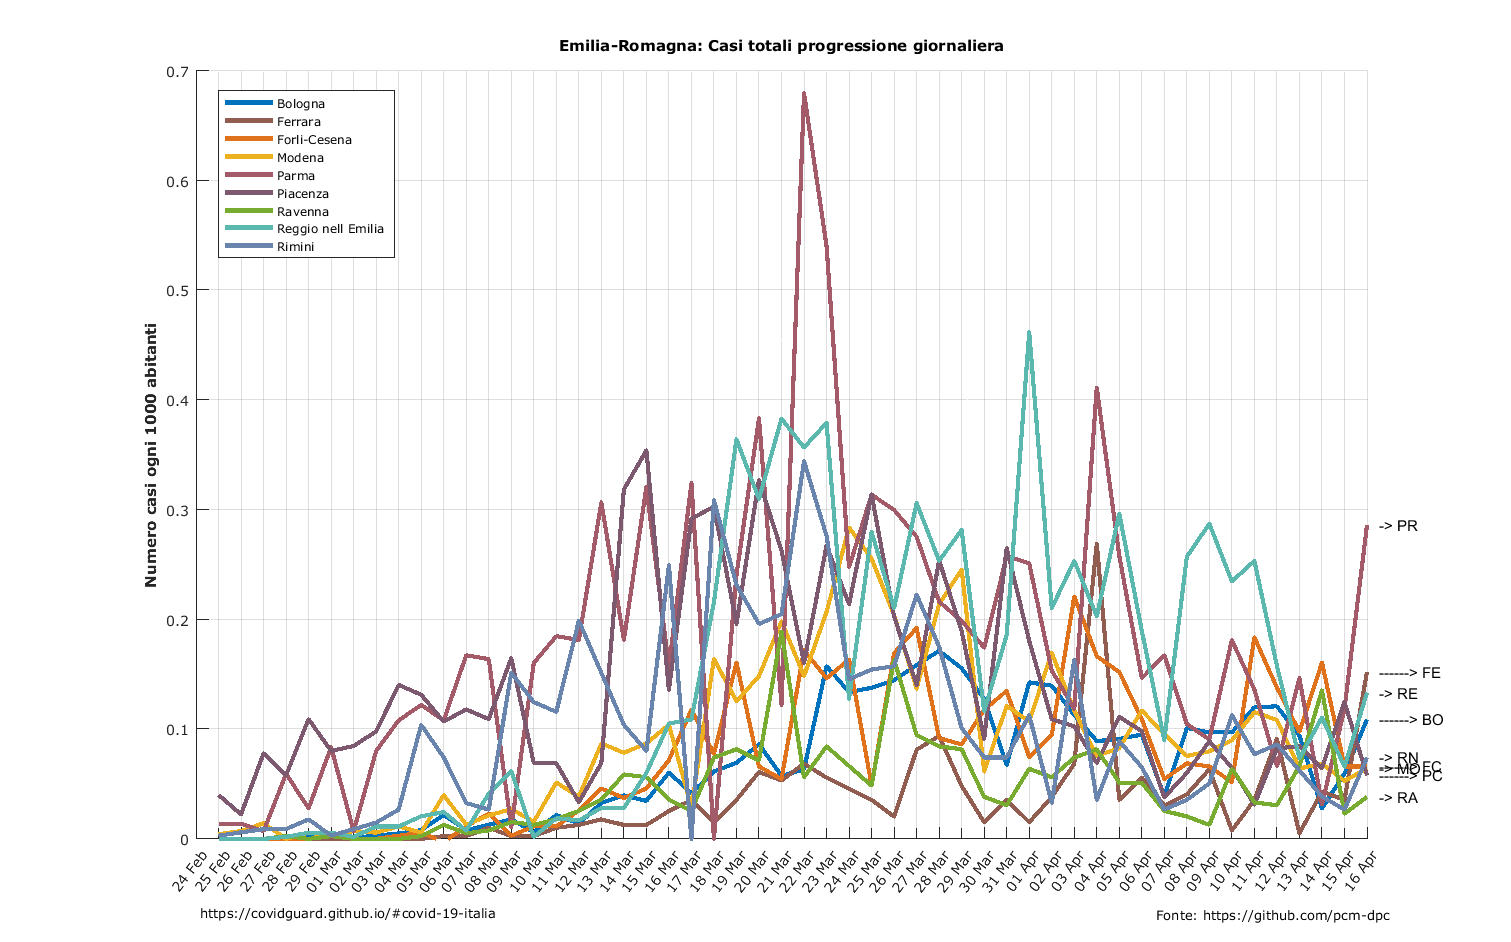 Emilia-Romagna: Casi totali progressione giornaliera
Numero casi ogni 1000 abitanti
0.7
0.6
0.5
0.4
0.3
0.2
0.1
0
Bologna
Ferrara
Forlì-Cesena
Modena
Parma
Piacenza
Ravenna
Reggio nell Emilia
Rimini
-> PR
------> FE
-> RE
------> BO
-> RN
------> PC
-> RA
24 Feb
25 Feb
26 Feb
27 Feb
28 Feb
29 Feb
01 Mar
02 Mar
03 Mar
04 Mar
05 Mar
06 Mar
07 Mar
08 Mar
09 Mar
10 Mar
11 Mar
12 Mar
13 Mar
14 Mar
15 Mar
16 Mar
17 Mar
18 Mar
19 Mar
20 Mar
21 Mar
22 Mar
23 Mar
24 Mar
25 Mar
26 Mar
27 Mar
28 Mar
29 Mar
30 Mar
31 Mar
01 Apr
02 Apr
03 Apr
04 Apr
05 Apr
06 Apr
07 Apr
08 Apr
09 Apr
10 Apr
11 Apr
12 Apr
13 Apr
14 Apr
15 Apr
16 Apr
https://covidguard.github.io/#covid-19-italia
Fonte: https://github.com/pcm-dpc